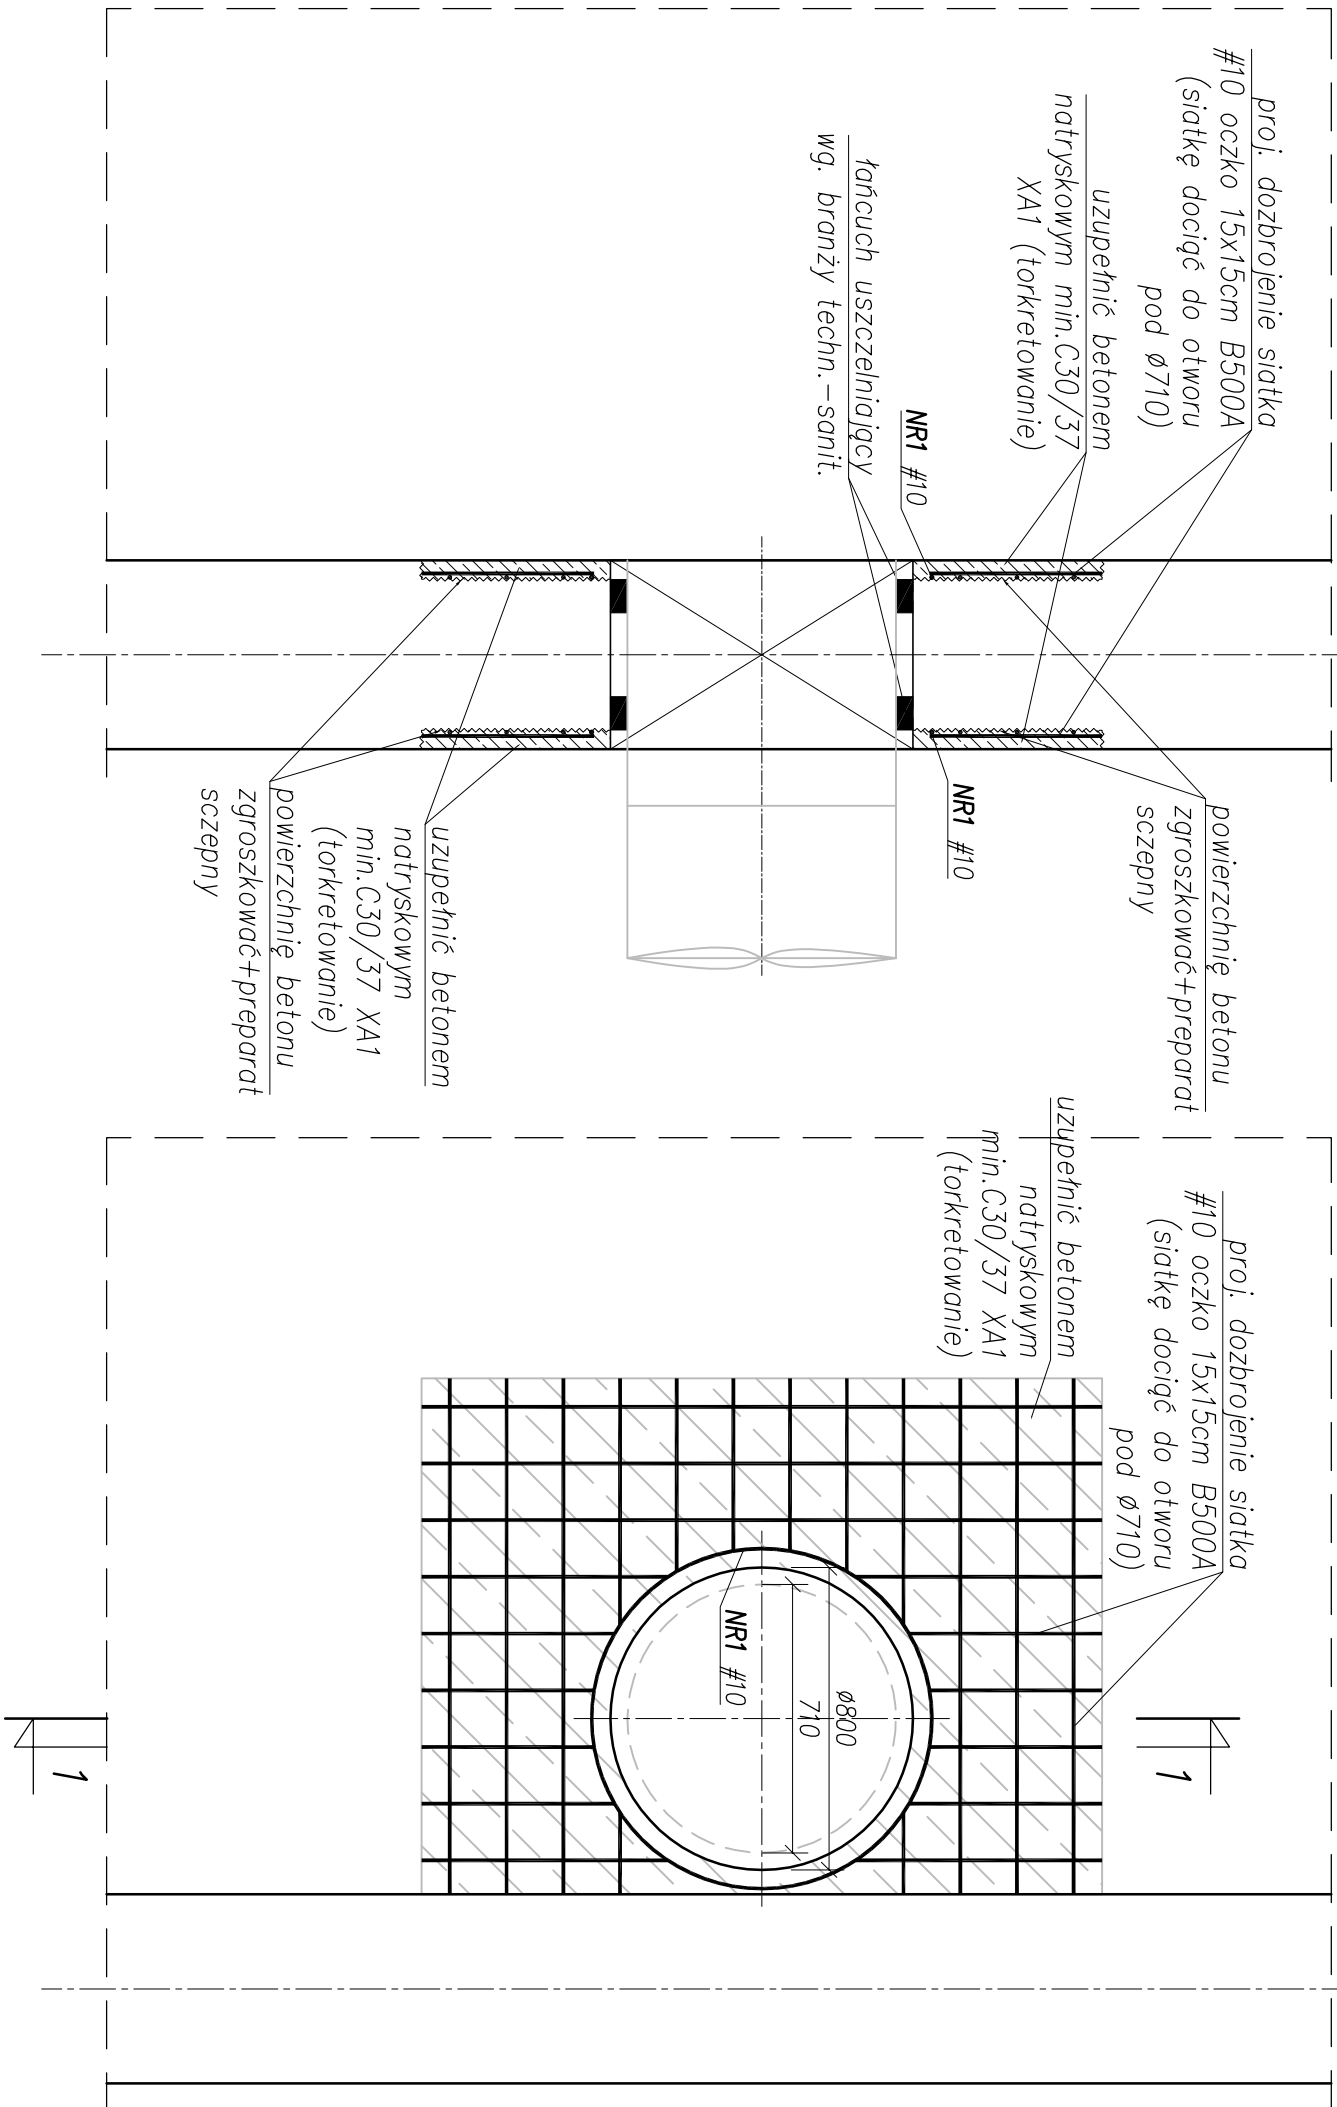 proj. dozbrojenie siatka
#10 oczko 15x15cm B500A
(siatkę dociąć do otworu
pod ø710)
uzupełnić betonem
natryskowym min.C30/37
XA1 (torkretowanie)
łańcuch uszczelniający
wg. branży techn.-sanit.
NR1 #10
NR1 #10
powierzchnię betonu
zgroszkować+preparat
sczepny
uzupełnić betonem
natryskowym
min.C30/37 XA1
(torkretowanie)
powierzchnię betonu
zgroszkować+preparat
sczepny
proj. dozbrojenie siatka
#10 oczko 15x15cm B500A
(siatkę dociąć do otworu
pod ø710)
uzupełnić betonem
natryskowym
min.C30/37 XA1
(torkretowanie)
NR1 #10
ø800
710
1
1